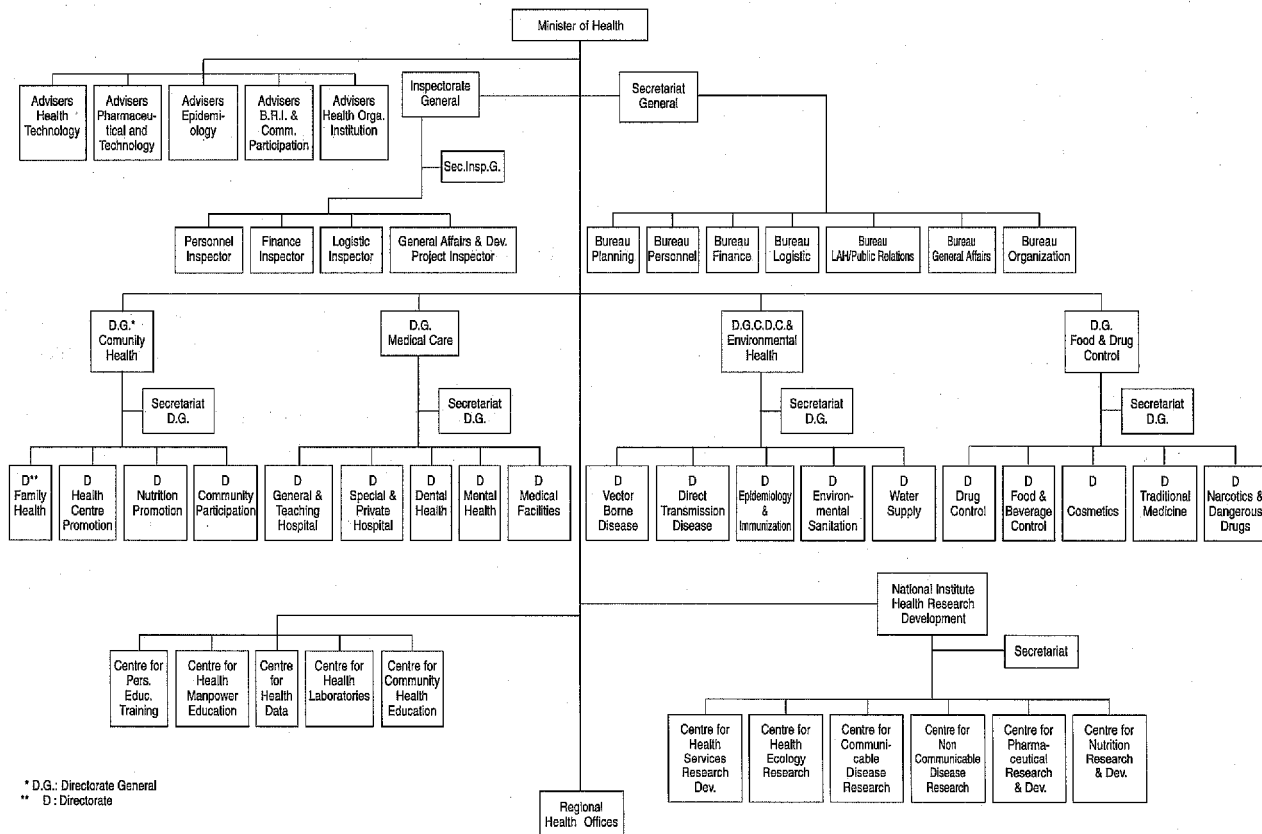 Minister of Health
Advisers
Health
Technology
Advisers
Pharmaceu-
tical and
Technology
Advisers
Epidemi-
ology
Advisers
B.R.I. &
Comm.
Participation
Advisers
Health Orga.
Institution
Inspectorate
General
Secretariat
General
Sec.Insp.G.
Personnel
Inspector
Finance
Inspector
Logistic
Inspector
General Affairs & Dev.
Project Inspector
Bureau
Planning
Bureau
Personnel
Bureau
Finance
Bureau
Logistic
Bureau
LAH/Public Relations
Bureau
General Affairs
Bureau
Organization
D.G.*
Comunity
Health
D.G.
Medical Care
D.G.C.D.C.&
Environmental
Health
D.G.
Food & Drug
Control
Secretariat
D.G.
Secretariat
D.G.
Secretariat
D.G.
Secretariat
D.G.
D**
Family
Health
D
Health
Centre
Promotion
D
Nutrition
Promotion
D
Community
Participation
D
General &
Teaching
Hospital
D
Special &
Private
Hospital
D
Dental
Health
D
Mental
Health
D
Medical
Facilities
D
Vector
Borne
Disease
D
Direct
Transmission
Disease
D
Epidemiology
&
Immunization
D
Environ-
mental
Sanitation
D
Water
Supply
D
Drug
Control
D
Food &
Beverage
Control
D
Cosmetics
D
Traditional
Medicine
D
Narcotics &
Dangerous
Drugs
National Institute
Health Research
Development
Secretariat
Centre for
Pers.
Educ.
Training
Centre for
Health
Manpower
Education
Centre
for
Health
Data
Centre for
Health
Laboratories
Centre for
Community
Health
Education
Centre for
Health
Services
Research
Dev.
Centre for
Health
Ecology
Research
Centre for
Communi-
cable
Disease
Research
Centre for
Non
Communicable
Disease
Research
Centre for
Pharma-
ceutical
Research
& Dev.
Centre for
Nutrition
Research
& Dev.
* D.G.: Directorate General
** D : Directorate
Regional
Health Offices